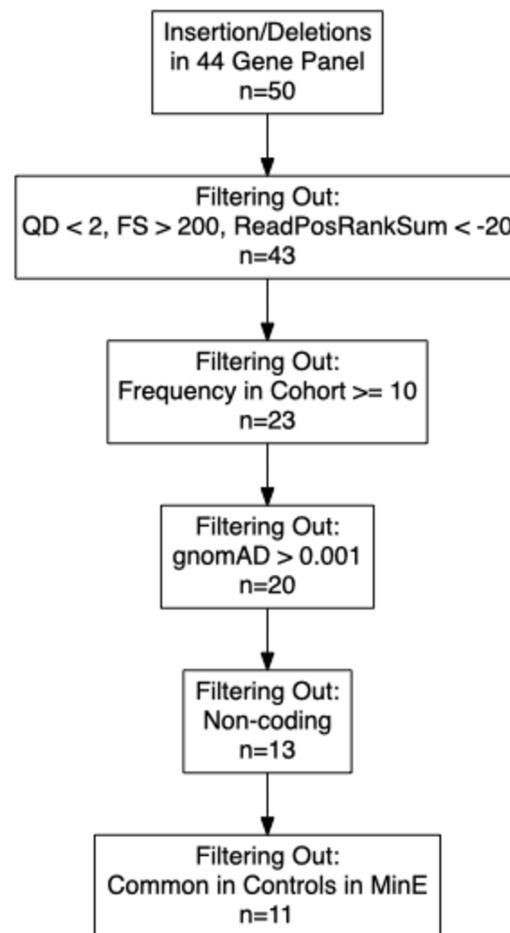 Insertion/Deletions
in 44 Gene Panel
n=50
Filtering Out:
QD < 2, FS > 200, ReadPosRankSum < -20
n=43
Filtering Out:
Frequency in Cohort >= 10
n=23
Filtering Out:
gnomAD > 0.001
n=20
Filtering Out:
Non-coding
n=13
Filtering Out:
Common in Controls in MinE
n=11